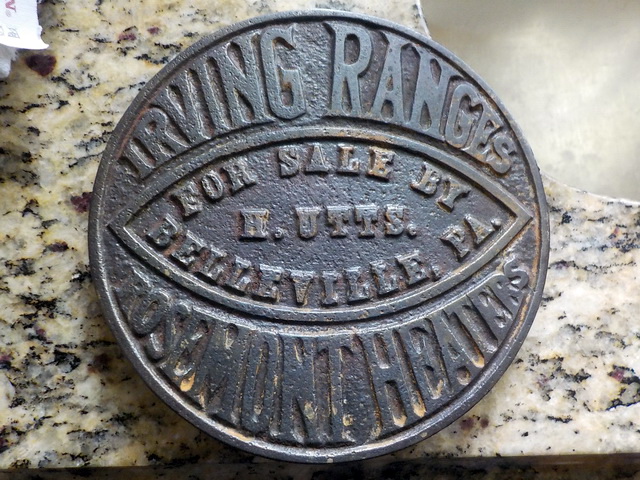 IRVING RANGES
FOR SALE BY
H. UTTS.
BELLEVILLE, PA.
ROSEMONT HEATERS